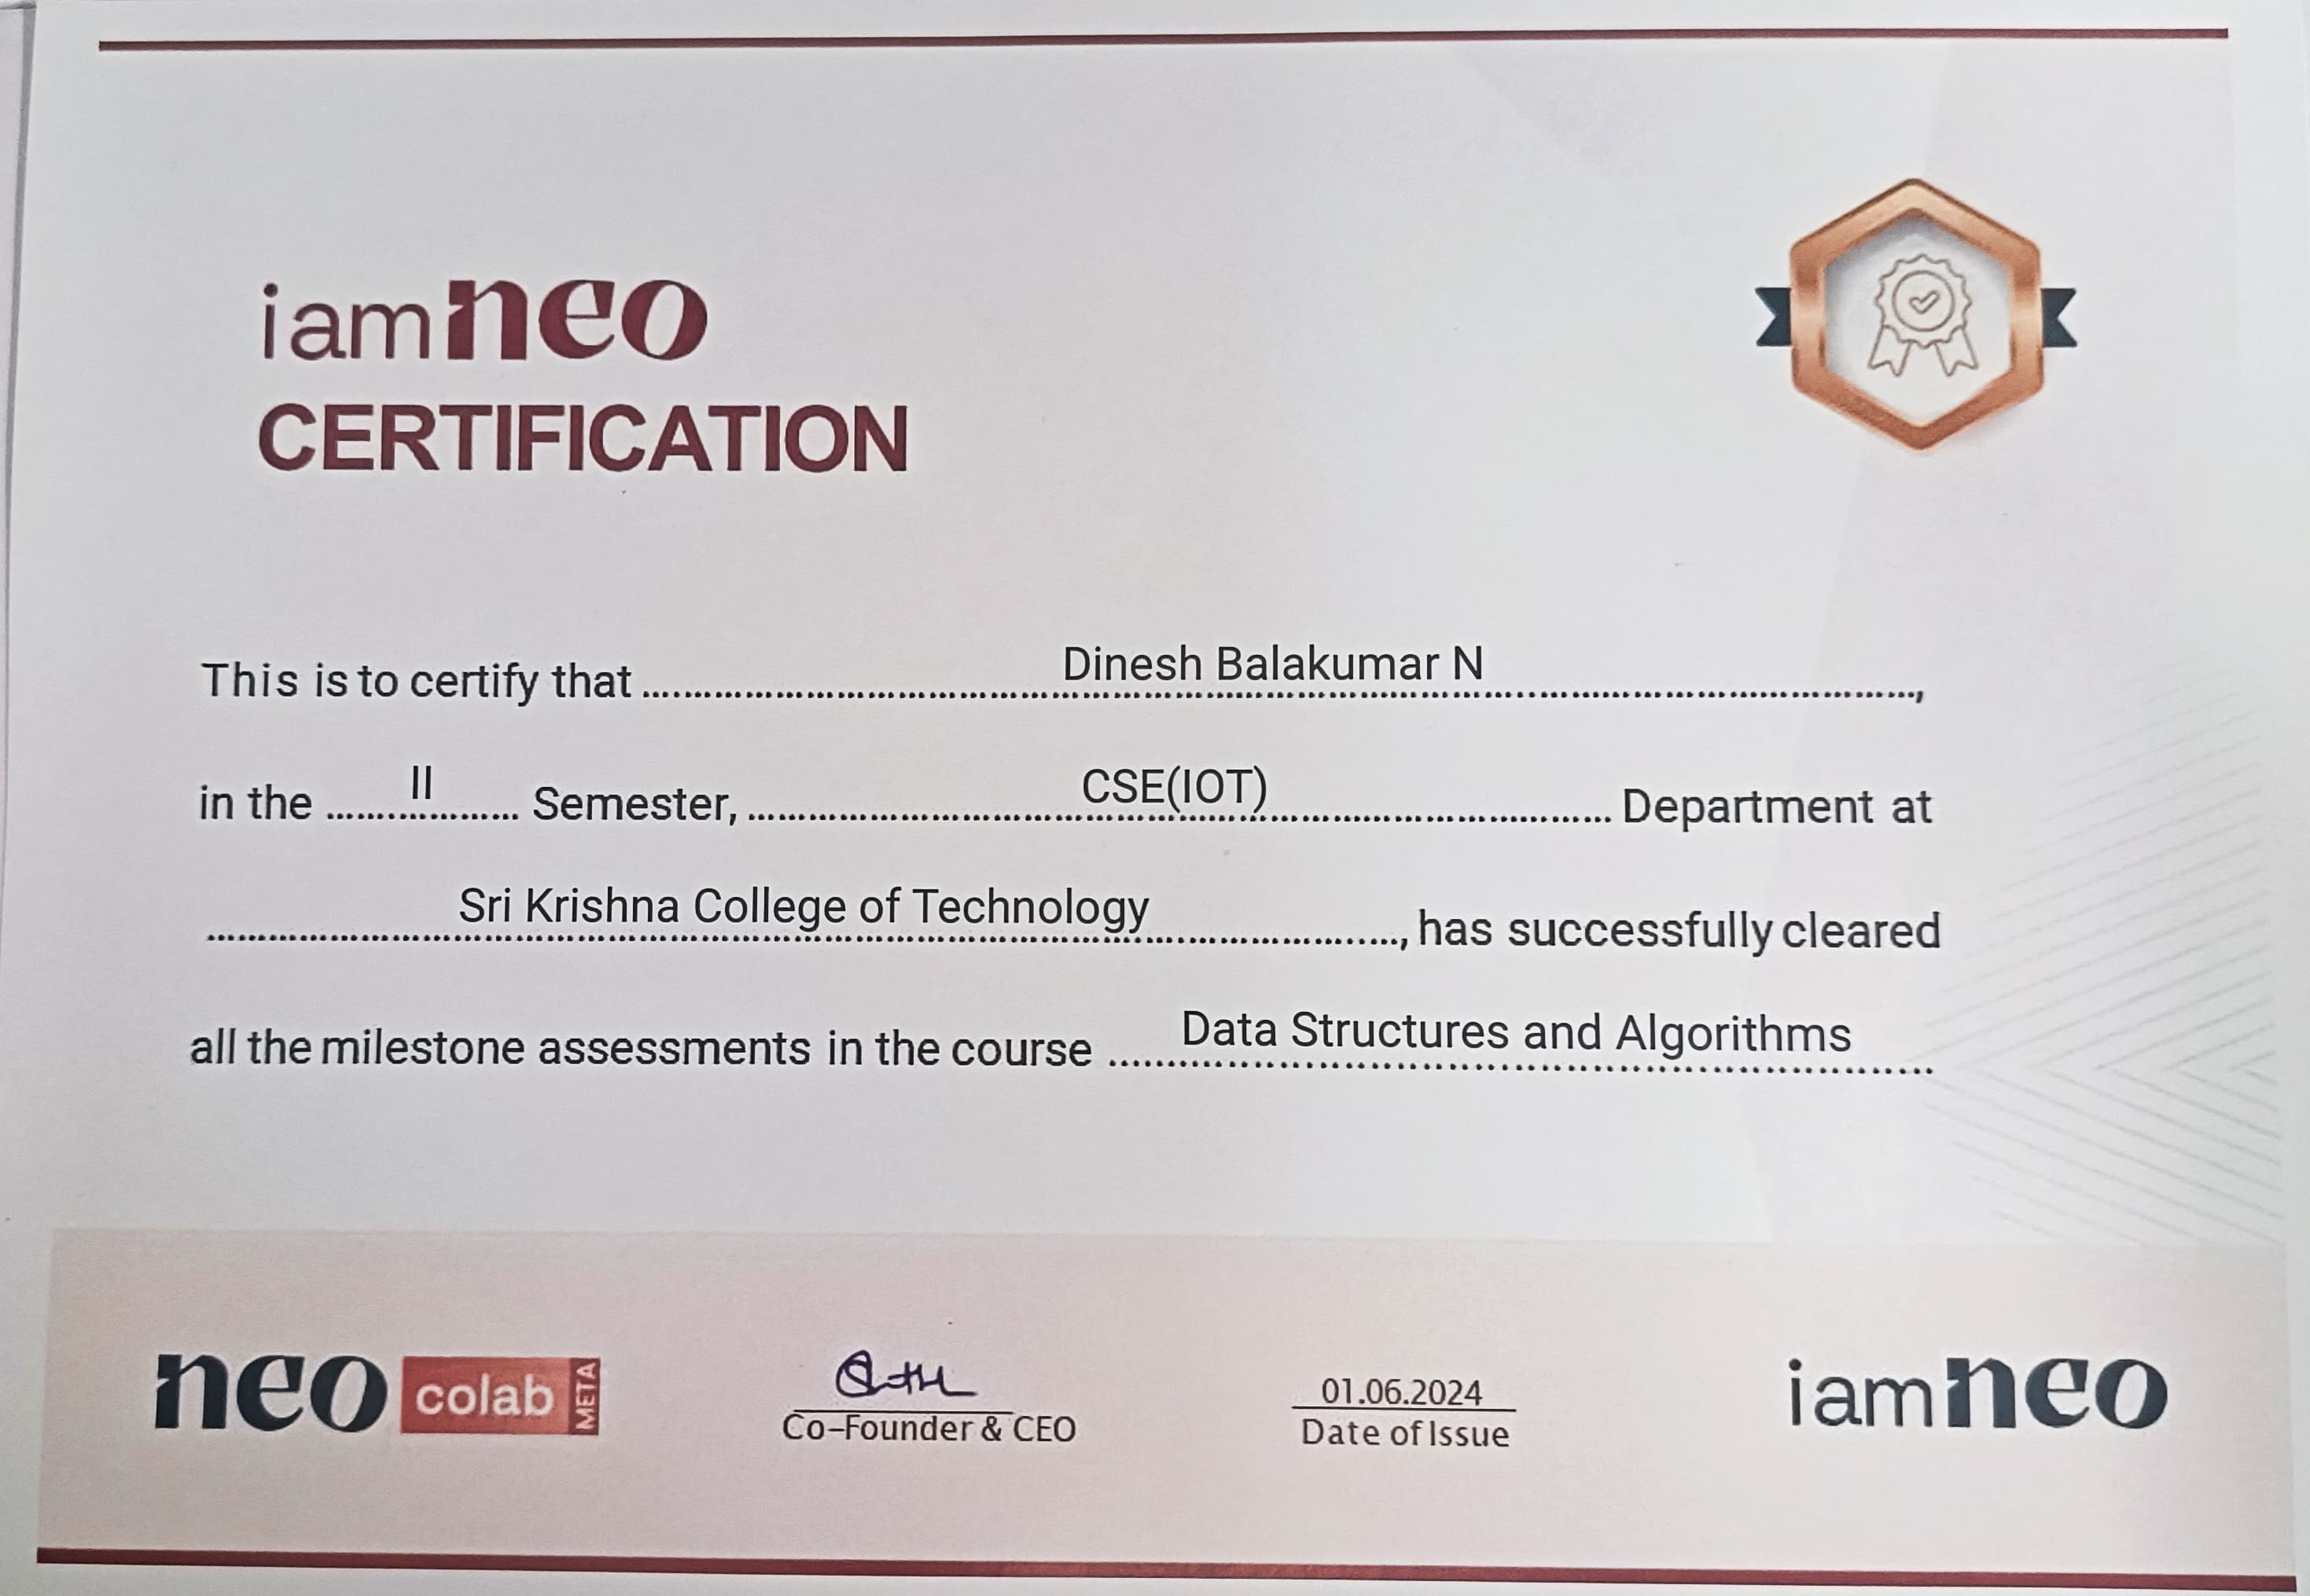 iamneo
CERTIFICATION
This is to certify that ........ Dinesh Balakumar N ........,
in the ........ II ........ Semester, ........ CSE(IOT) ........ Department at
........ Sri Krishna College of Technology ........, has successfully cleared
all the milestone assessments in the course ........ Data Structures and Algorithms ........
neo colab META
Co-Founder & CEO
01.06.2024
Date of Issue
iamneo